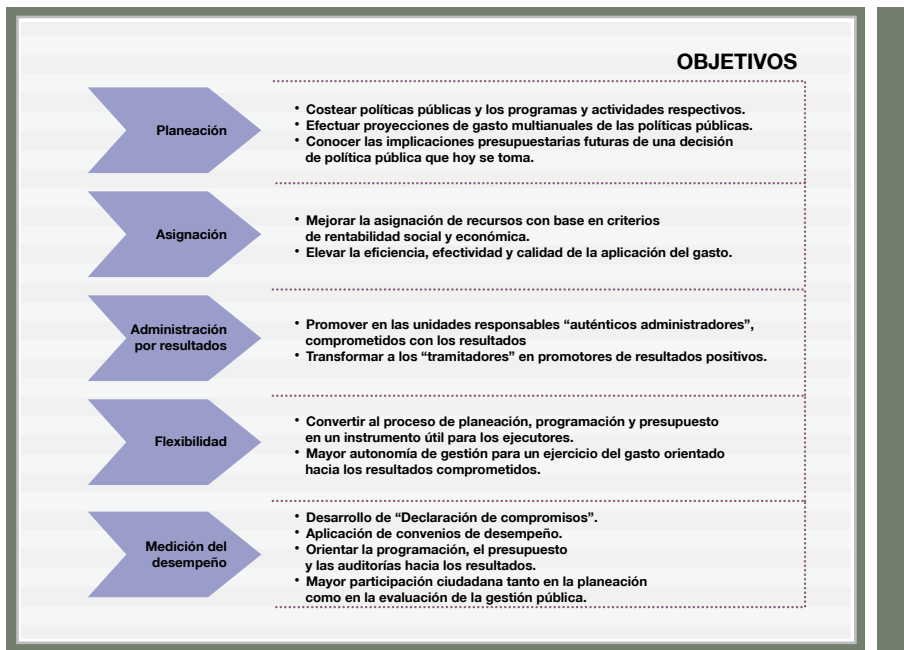 OBJETIVOS
Planeación
• Costear políticas públicas y los programas y actividades respectivos.
• Efectuar proyecciones de gasto multianuales de las políticas públicas.
• Conocer las implicaciones presupuestarias futuras de una decisión
de política pública que hoy se toma.
Asignación
• Mejorar la asignación de recursos con base en criterios
de rentabilidad social y económica.
• Elevar la eficiencia, efectividad y calidad de la aplicación del gasto.
Administración
por resultados
• Promover en las unidades responsables “auténticos administradores”,
comprometidos con los resultados
• Transformar a los “tramitadores” en promotores de resultados positivos.
Flexibilidad
• Convertir al proceso de planeación, programación y presupuesto
en un instrumento útil para los ejecutores.
• Mayor autonomía de gestión para un ejercicio del gasto orientado
hacia los resultados comprometidos.
Medición del
desempeño
• Desarrollo de “Declaración de compromisos”.
• Aplicación de convenios de desempeño.
• Orientar la programación, el presupuesto
y las auditorías hacia los resultados.
• Mayor participación ciudadana tanto en la planeación
como en la evaluación de la gestión pública.